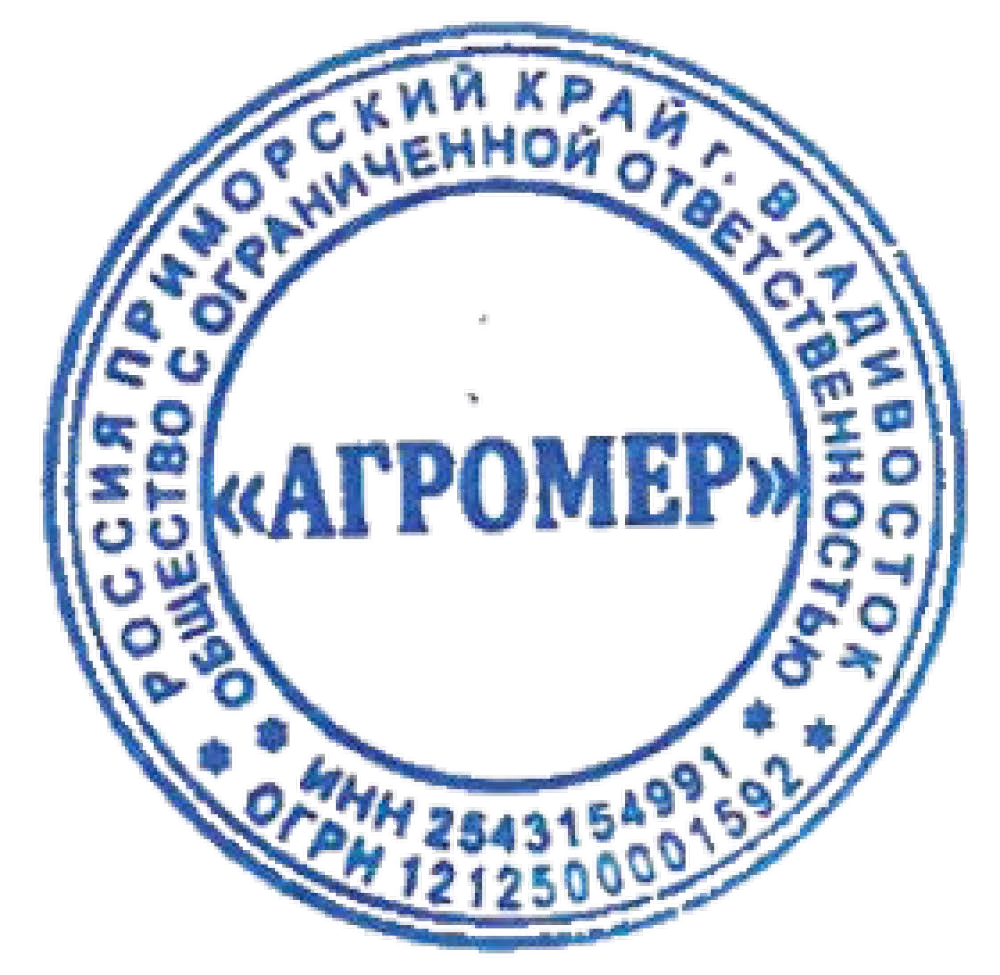 РОССИЯ ПРИМОРСКИЙ КРАЙ г. ВЛАДИВОСТОК
ОБЩЕСТВО С ОГРАНИЧЕННОЙ ОТВЕТСТВЕННОСТЬЮ
«АГРОМЕР»
ИНН 2543154991
ОГРН 1212500001592